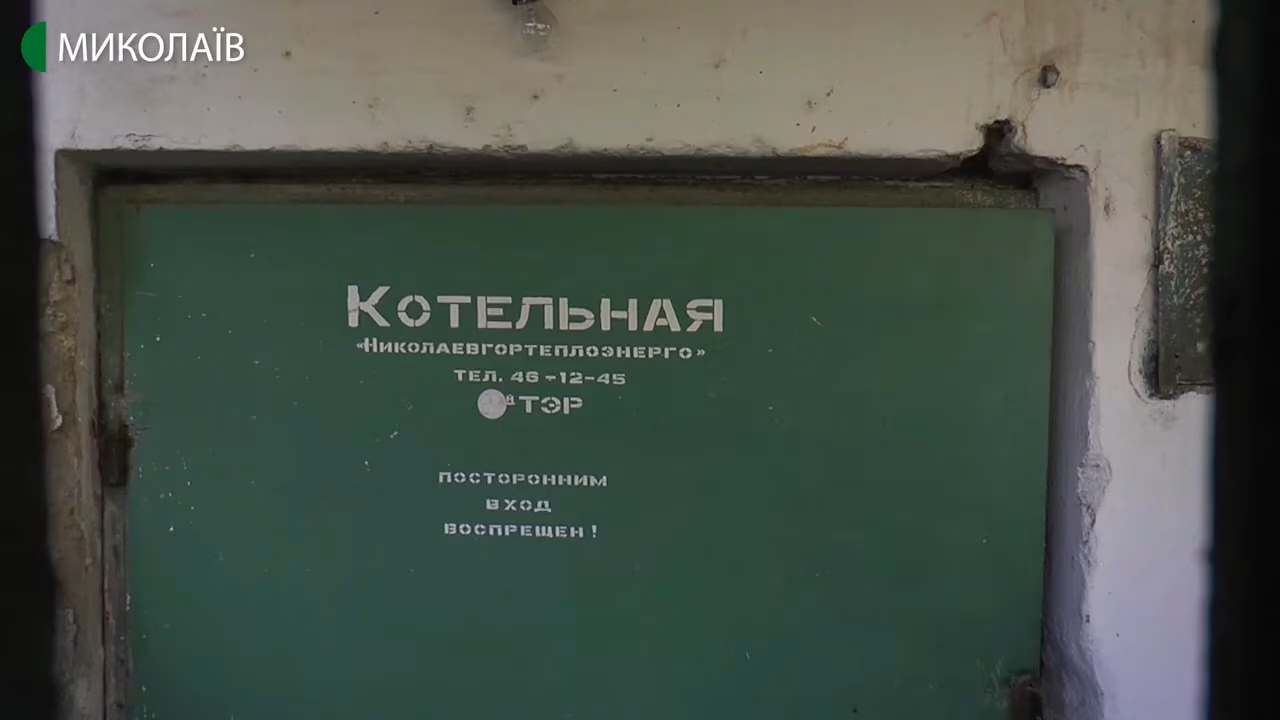 МИКОЛАЇВ
КОТЕЛЬНАЯ
«НИКОЛАЕВГОРТЕПЛОЭНЕРГО»
ТЕЛ. 46-12-45
ТЭР
ПОСТОРОННИМ
ВХОД
ВОСПРЕЩЕН!